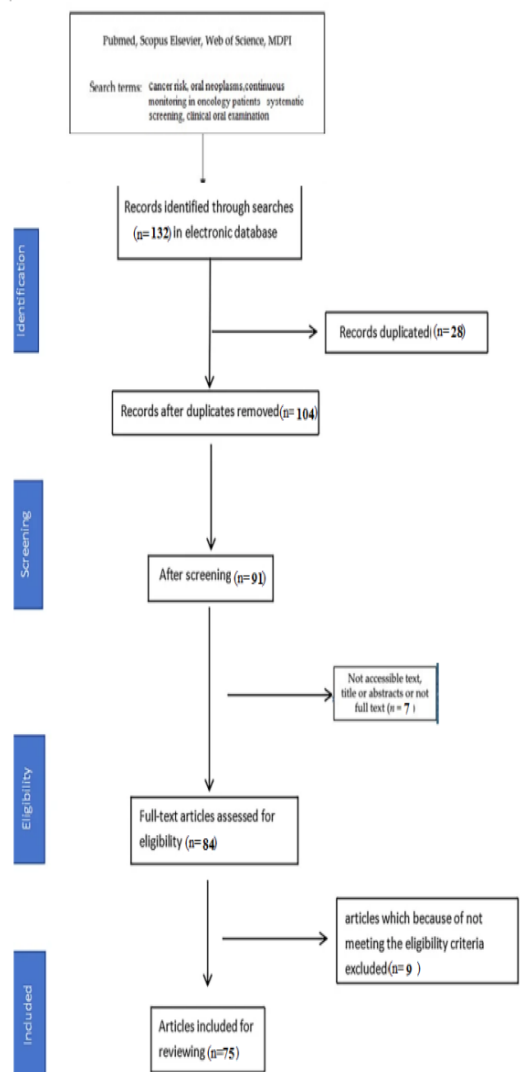 Pubmed, Scopus Elsevier, Web of Science, MDPI
Search terms: Cancer risk, oral neoplasms,continuous
monitoring in oncology patients systematic
screening, clinical oral examination
Identification
Records identified through searches
(n=132) in electronic database
Records duplicated (n=28)
Records after duplicates removed(n=104)
Screening
After screening (n=91)
Not accessible text,
title or abstracts or not
full text (n = 7 )
Eligibility
Full-text articles assessed for
eligibility (n=84)
articles which because of not
meeting the eligibility criteria
excluded(n=9 )
Included
Articles included for
reviewing (n=75)